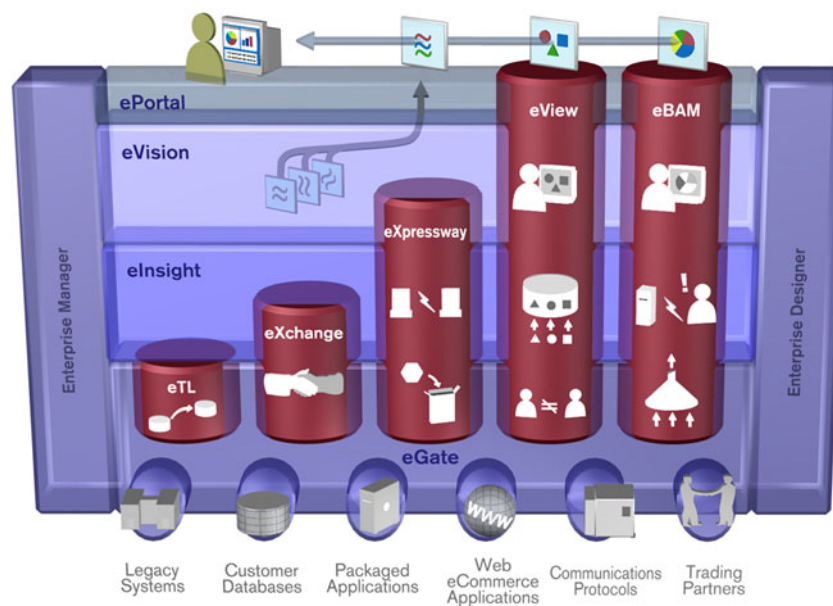 ePortal
eView
eBAM
eVision
eXpressway
eInsight
eXchange
eTL
eGate
Enterprise Manager
Enterprise Designer
!
WWW
Legacy
Systems
Customer
Databases
Packaged
Applications
Web
eCommerce
Applications
Communications
Protocols
Trading
Partners